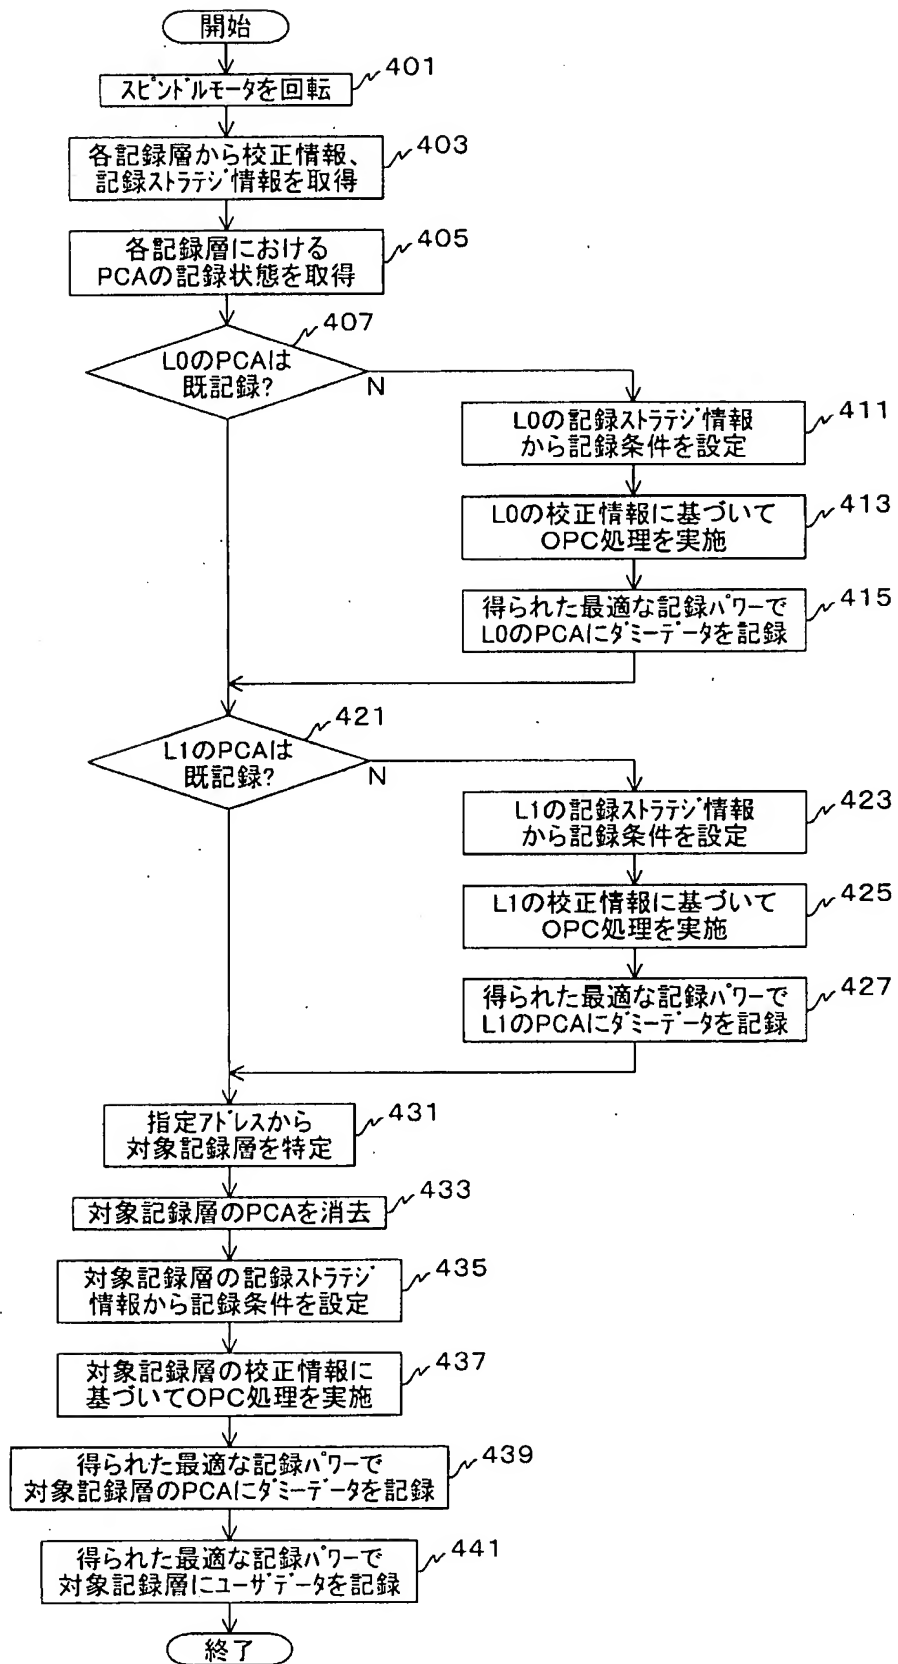 開始
スピンドルモータを回転
401
各記録層から校正情報、
記録ストラテジ情報を取得
403
各記録層における
PCAの記録状態を取得
405
407
L0のPCAは
既記録?
N
L0の記録ストラテジ情報
から記録条件を設定
411
L0の校正情報に基づいて
OPC処理を実施
413
得られた最適な記録パワーで
L0のPCAにダミーデータを記録
415
421
L1のPCAは
既記録?
N
L1の記録ストラテジ情報
から記録条件を設定
423
L1の校正情報に基づいて
OPC処理を実施
425
得られた最適な記録パワーで
L1のPCAにダミーデータを記録
427
指定アドレスから
対象記録層を特定
431
対象記録層のPCAを消去
433
対象記録層の記録ストラテジ
情報から記録条件を設定
435
対象記録層の校正情報に
基づいてOPC処理を実施
437
得られた最適な記録パワーで
対象記録層のPCAにダミーデータを記録
439
得られた最適な記録パワーで
対象記録層にユーザデータを記録
441
終了